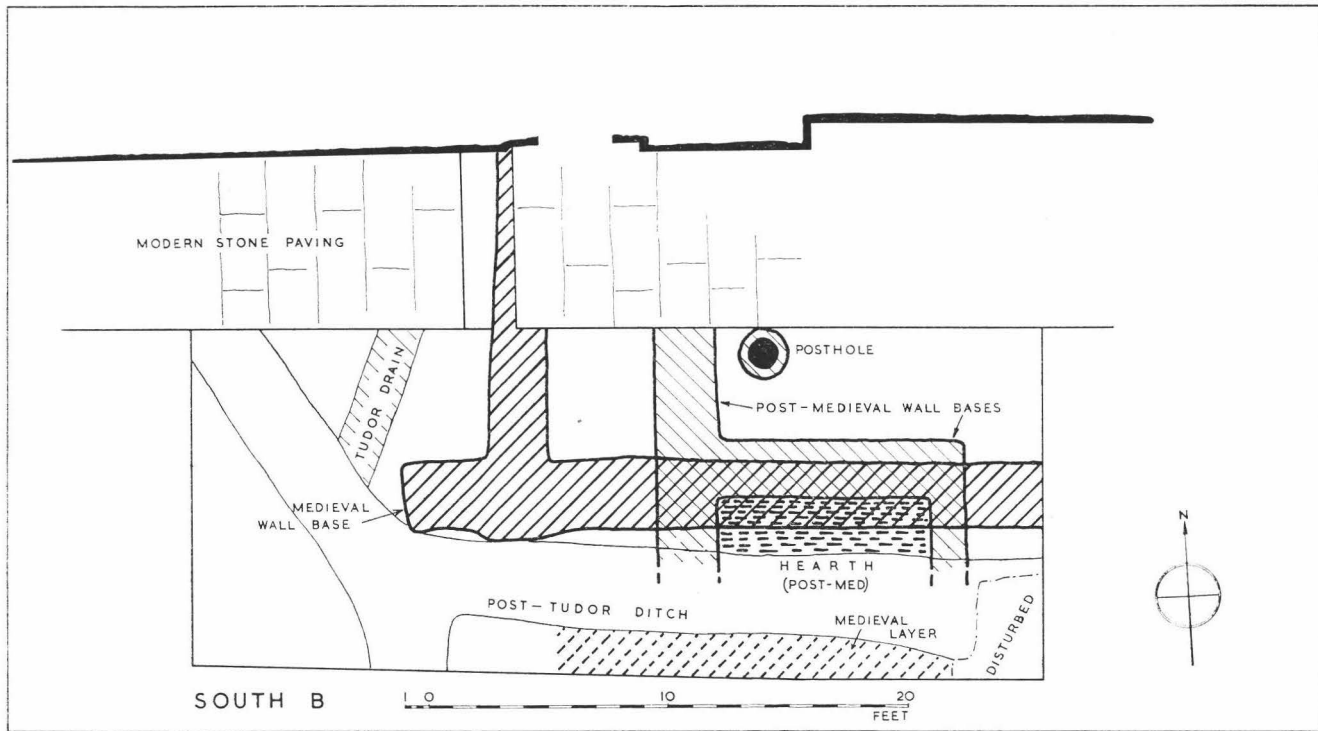 MODERN STONE PAVING
POSTHOLE
TUDOR DRAIN
POST-MEDIEVAL WALL BASES
MEDIEVAL
WALL BASE
N
HEARTH
(POST-MED)
POST-TUDOR DITCH
MEDIEVAL
LAYER
DISTURBED
SOUTH B
1 0 10 20
FEET